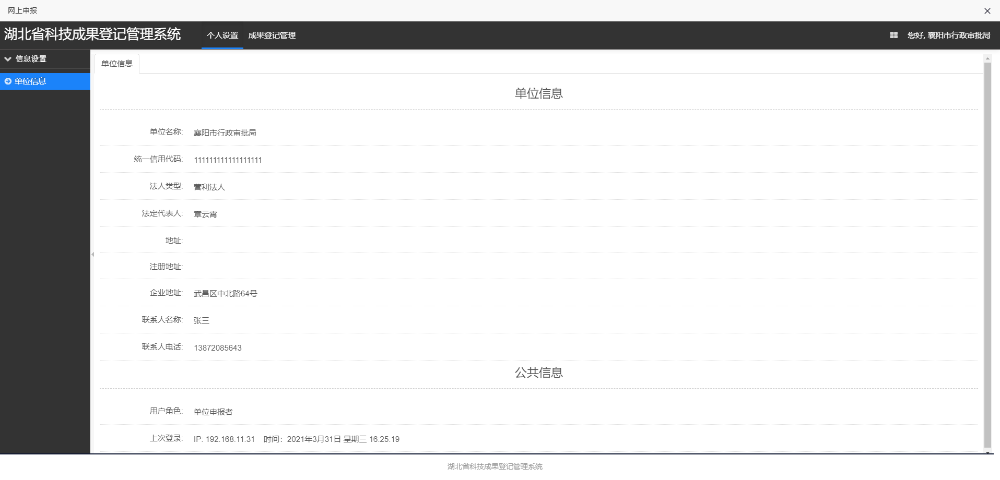 网上申报
湖北省科技成果登记管理系统 个人设置 成果登记管理 您好, 襄阳市行政审批局
信息设置
单位信息
单位信息
单位信息
单位名称: 襄阳市行政审批局
统一信用代码: 111111111111111111
法人类型: 营利法人
法定代表人: 章云霄
地址:
注册地址:
企业地址: 武昌区中北路64号
联系人名称: 张三
联系人电话: 13872085643
公共信息
用户角色: 单位申报者
上次登录: IP: 192.168.11.31 时间：2021年3月31日 星期三 16:25:19
湖北省科技成果登记管理系统